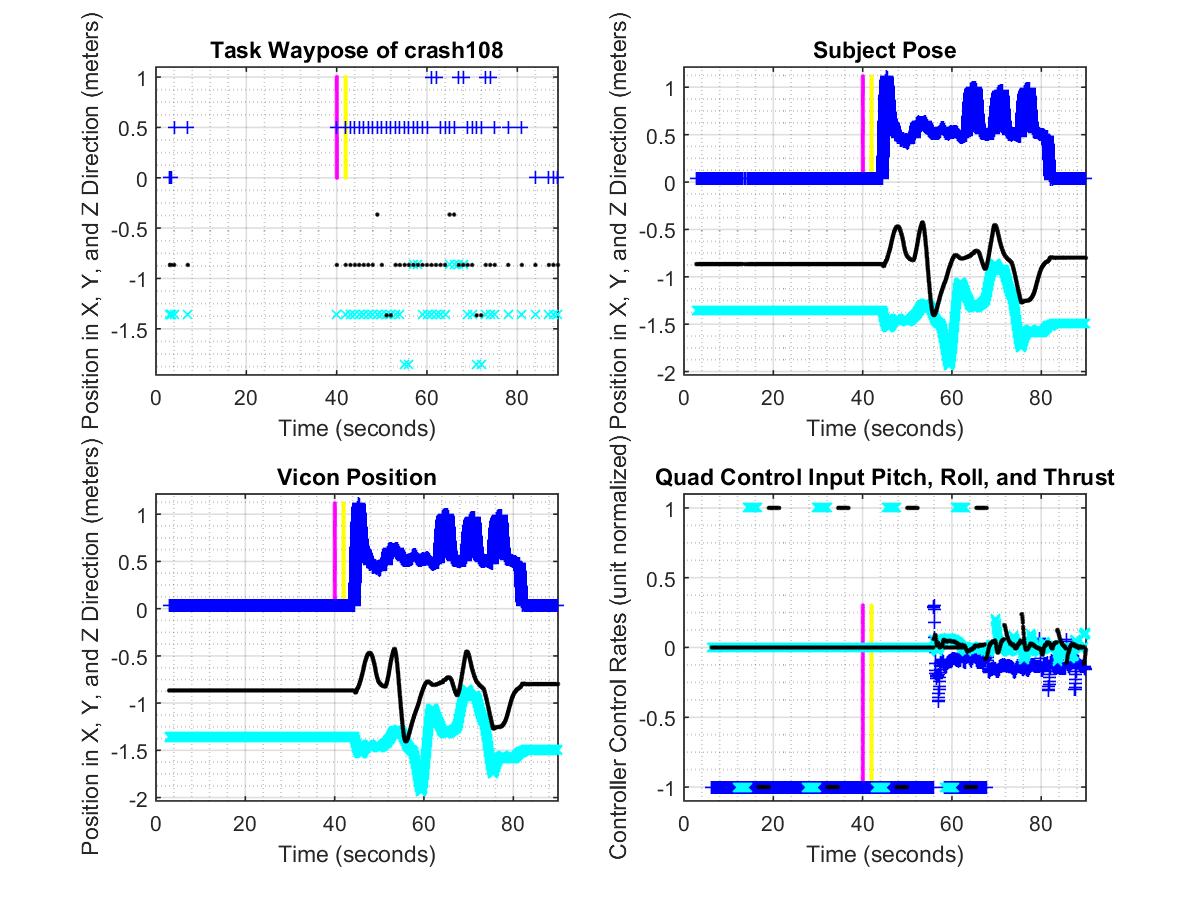 Task Waypose of crash108
Position in X, Y, and Z Direction (meters)
1
0.5
0
-0.5
-1
-1.5
0 20 40 60 80
Time (seconds)
Subject Pose
Position in X, Y, and Z Direction (meters)
1
0.5
0
-0.5
-1
-1.5
-2
0 20 40 60 80
Time (seconds)
Vicon Position
Position in X, Y, and Z Direction (meters)
1
0.5
0
-0.5
-1
-1.5
-2
0 20 40 60 80
Time (seconds)
Quad Control Input Pitch, Roll, and Thrust
Controller Control Rates (unit normalized)
1
0.5
0
-0.5
-1
0 20 40 60 80
Time (seconds)